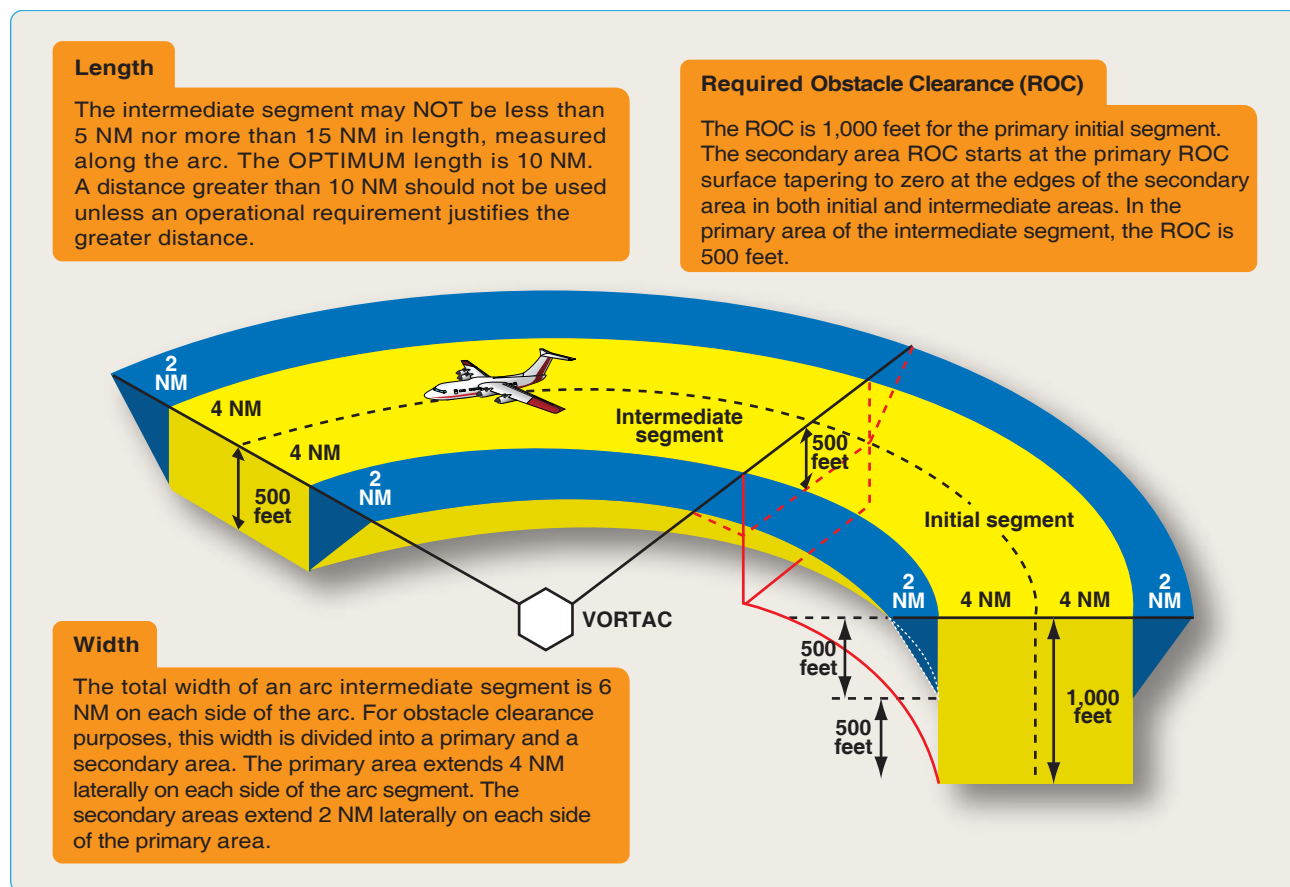 Length
The intermediate segment may NOT be less than
5 NM nor more than 15 NM in length, measured
along the arc. The OPTIMUM length is 10 NM.
A distance greater than 10 NM should not be used
unless an operational requirement justifies the
greater distance.
Required Obstacle Clearance (ROC)
The ROC is 1,000 feet for the primary initial segment.
The secondary area ROC starts at the primary ROC
surface tapering to zero at the edges of the secondary
area in both initial and intermediate areas. In the
primary area of the intermediate segment, the ROC is
500 feet.
2
NM
4 NM
4 NM
2
NM
500
feet
Intermediate
segment
500
feet
Initial segment
2
NM
4 NM
4 NM
2
NM
VORTAC
500
feet
500
feet
1,000
feet
Width
The total width of an arc intermediate segment is 6
NM on each side of the arc. For obstacle clearance
purposes, this width is divided into a primary and a
secondary area. The primary area extends 4 NM
laterally on each side of the arc segment. The
secondary areas extend 2 NM laterally on each side
of the primary area.